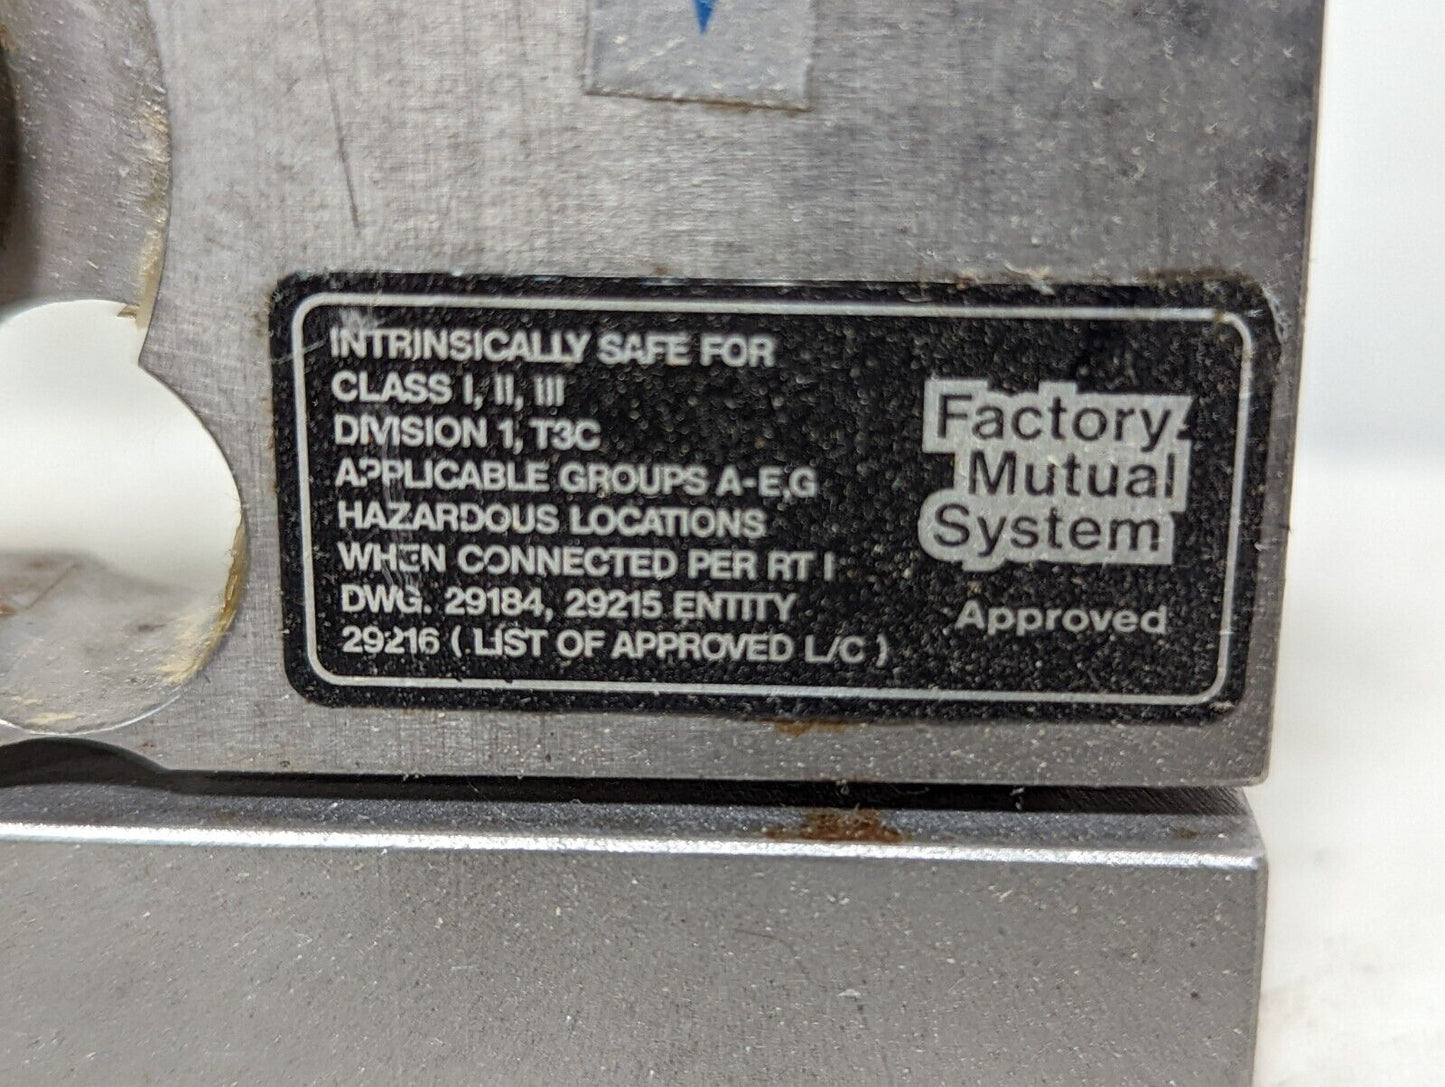 INTRINSICALLY SAFE FOR
CLASS I, II, III
DIVISION 1, T3C
APPLICABLE GROUPS A-E,G
HAZARDOUS LOCATIONS
WHEN CONNECTED PER RT I
DWG. 29184, 29215 ENTITY
29216 ( LIST OF APPROVED L/C )
Factory
Mutual
System
Approved